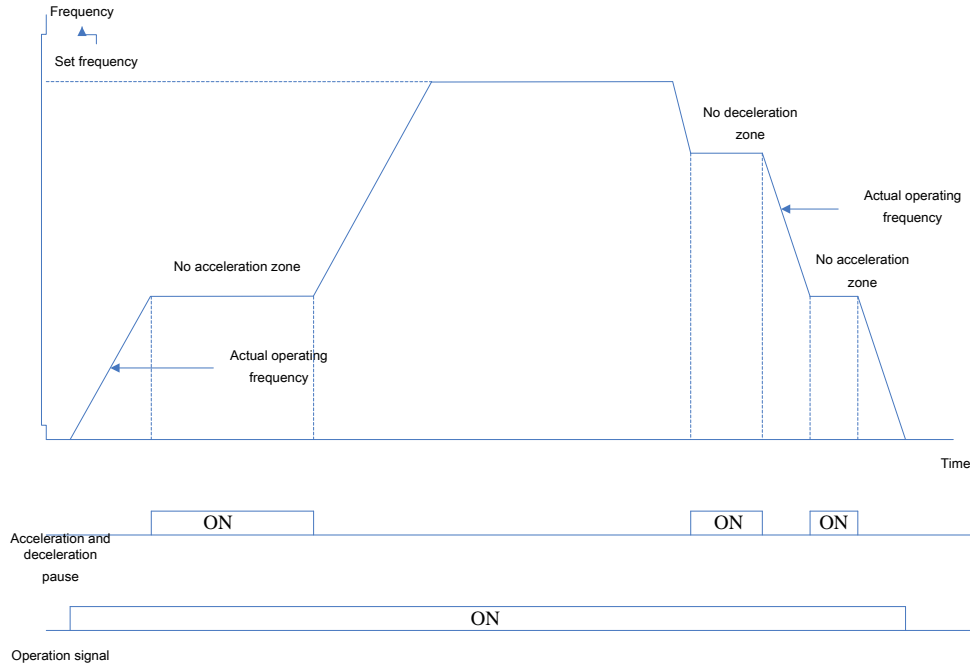 Frequency
Set frequency
No deceleration
zone
Actual operating
frequency
No acceleration zone
No acceleration
zone
Actual operating
frequency
Time
ON
ON
ON
Acceleration and
deceleration
pause
ON
Operation signal